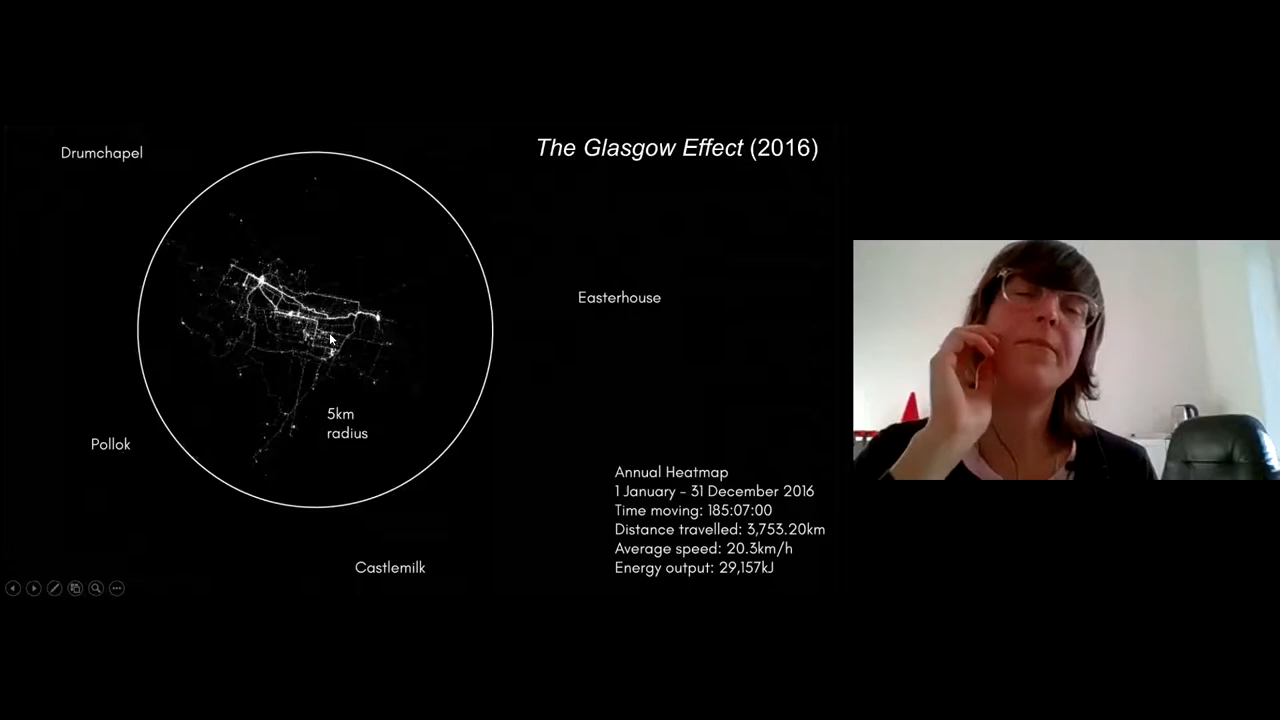 The Glasgow Effect (2016)
Drumchapel
Easterhouse
5km
radius
Pollok
Annual Heatmap
1 January - 31 December 2016
Time moving: 185:07:00
Distance travelled: 3,753.20km
Average speed: 20.3km/h
Energy output: 29,157kJ
Castlemilk